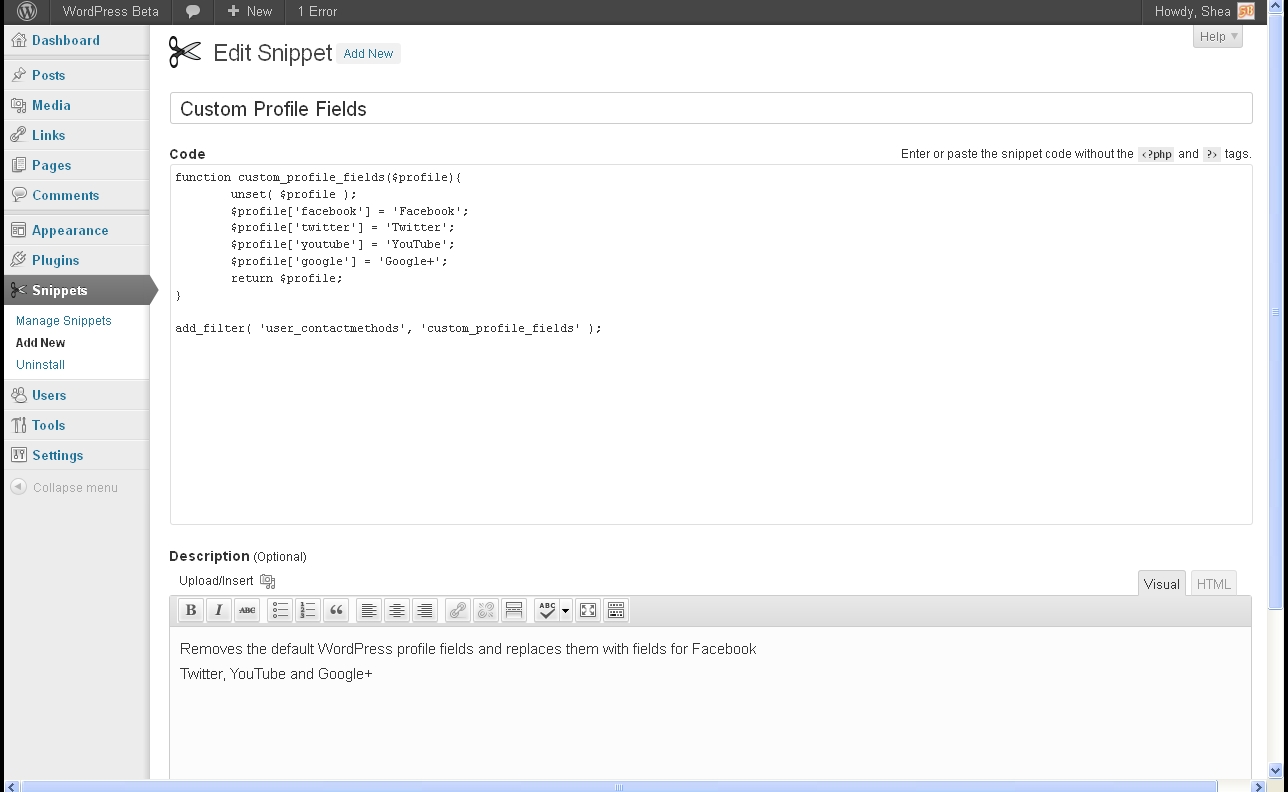 WordPress Beta
New
1 Error
Howdy, Shea
Dashboard
Posts
Media
Links
Pages
Comments
Appearance
Plugins
Snippets
Manage Snippets
Add New
Uninstall
Users
Tools
Settings
Collapse menu
Help
Edit Snippet
Add New
Custom Profile Fields
Code
Enter or paste the snippet code without the <?php and ?> tags.
function custom_profile_fields($profile){
unset( $profile );
$profile['facebook'] = 'Facebook';
$profile['twitter'] = 'Twitter';
$profile['youtube'] = 'YouTube';
$profile['google'] = 'Google+';
return $profile;
}
add_filter( 'user_contactmethods', 'custom_profile_fields' );
Description (Optional)
Upload/Insert
Visual
HTML
B I ABC
ABC
Removes the default WordPress profile fields and replaces them with fields for Facebook
Twitter, YouTube and Google+